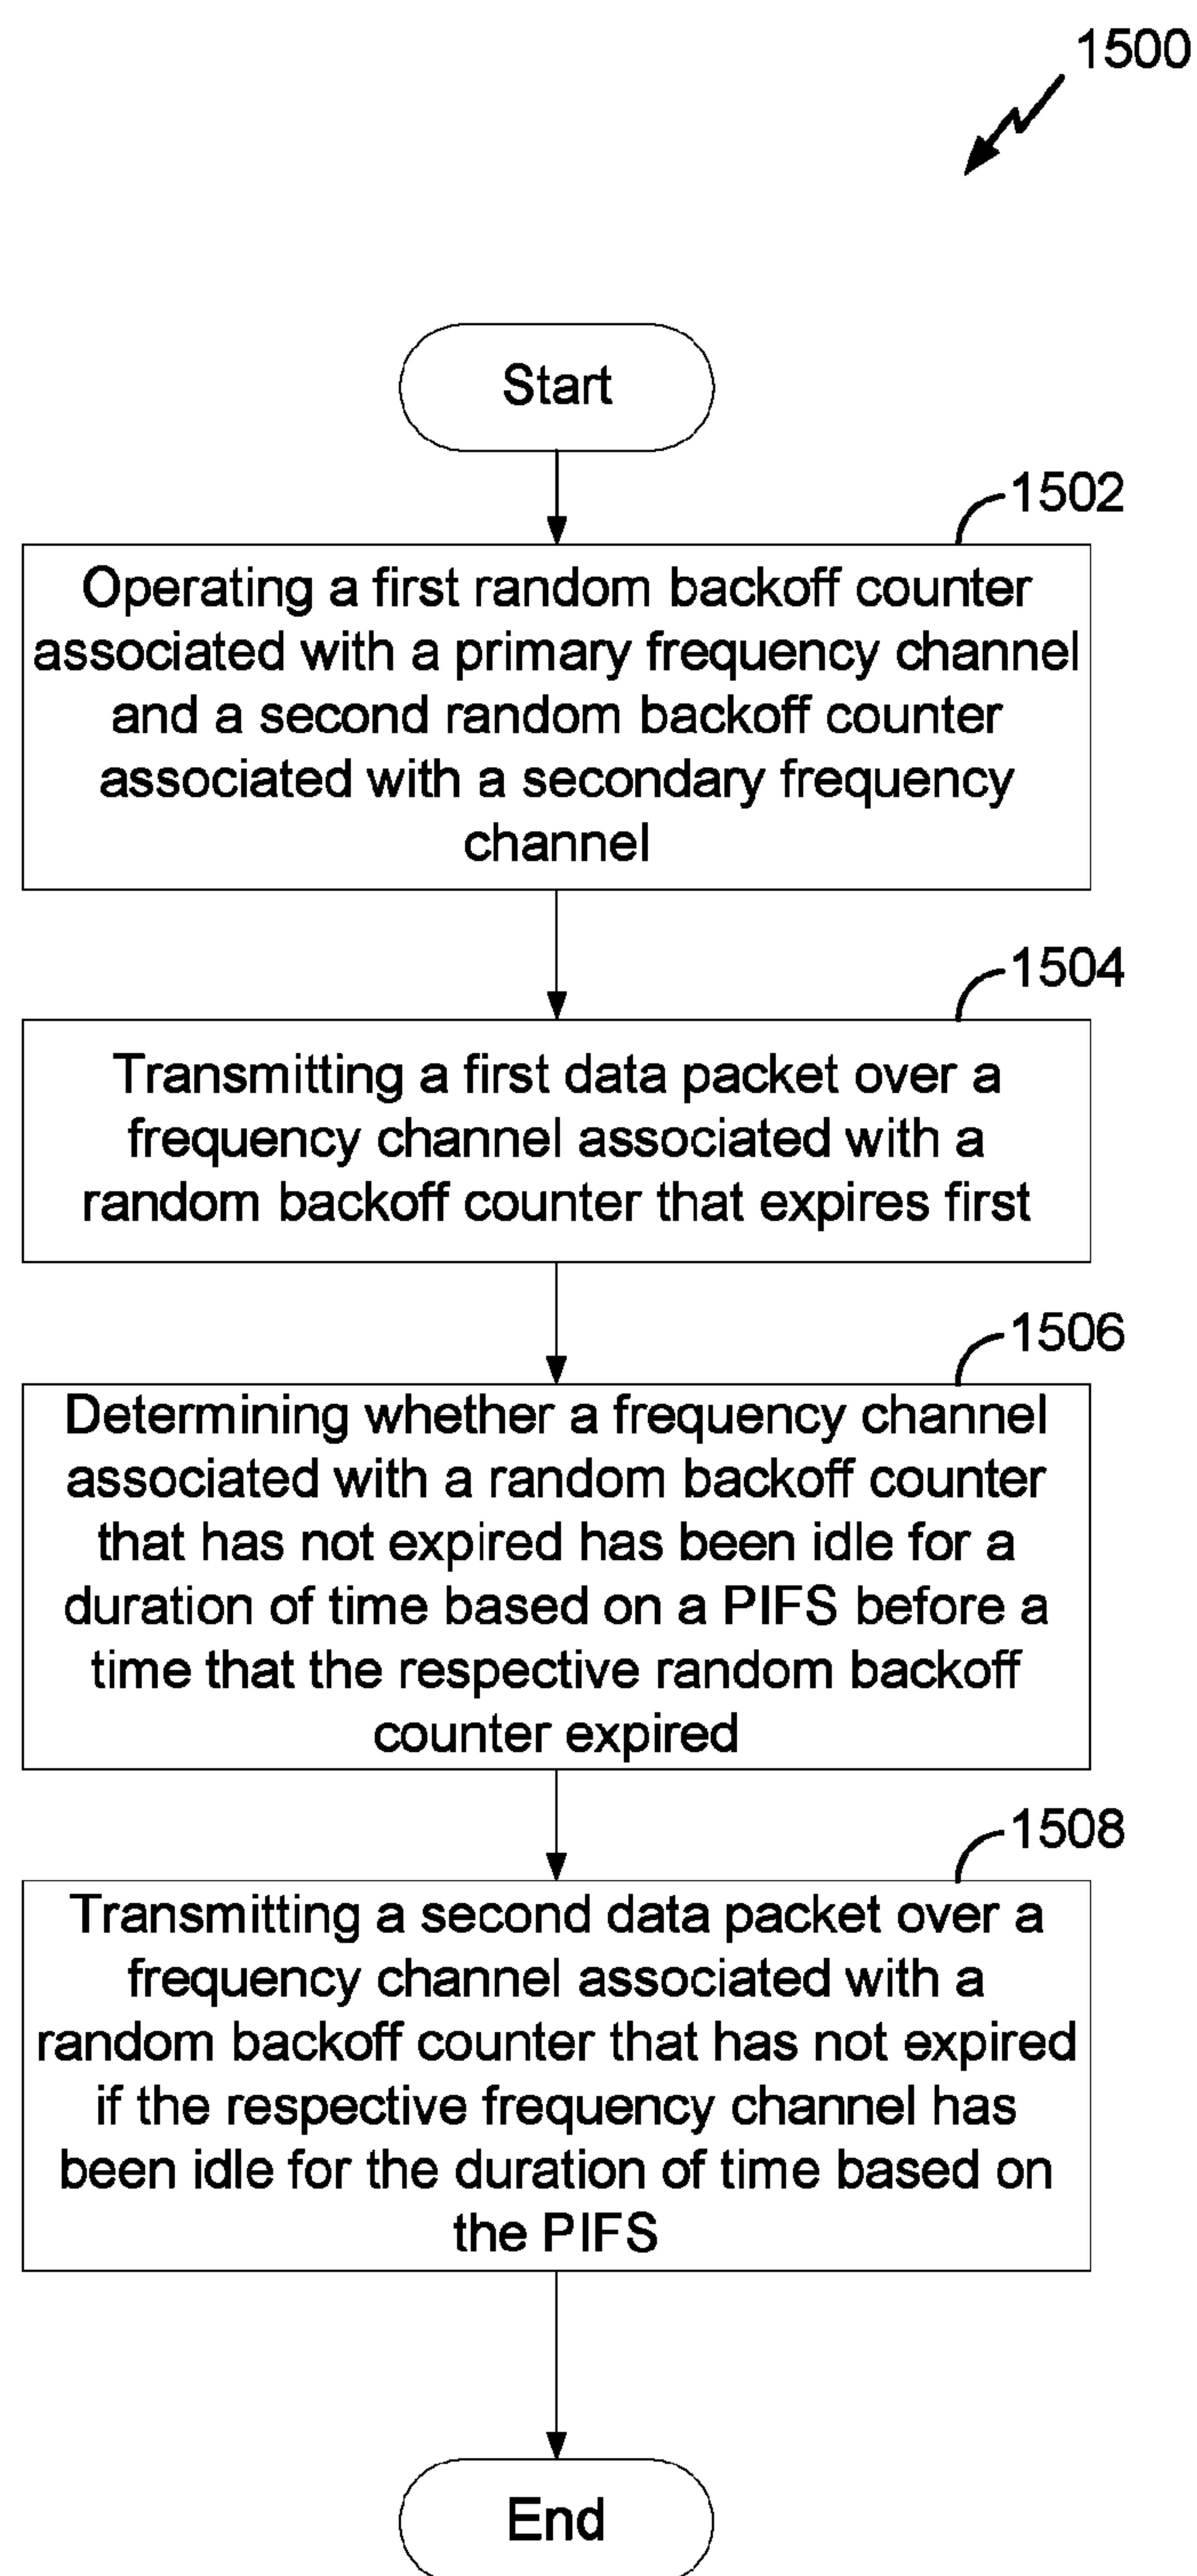 1500
Start
1502
Operating a first random backoff counter
associated with a primary frequency channel
and a second random backoff counter
associated with a secondary frequency
channel
1504
Transmitting a first data packet over a
frequency channel associated with a
random backoff counter that expires first
1506
Determining whether a frequency channel
associated with a random backoff counter
that has not expired has been idle for a
duration of time based on a PIFS before a
time that the respective random backoff
counter expired
1508
Transmitting a second data packet over a
frequency channel associated with a
random backoff counter that has not expired
if the respective frequency channel has
been idle for the duration of time based on
the PIFS
End